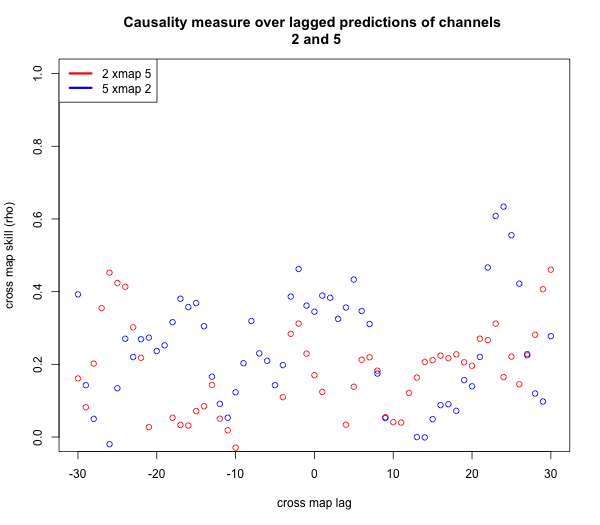 Causality measure over lagged predictions of channels
2 and 5
2 xmap 5
5 xmap 2
cross map skill (rho)
1.0
0.8
0.6
0.4
0.2
0.0
-30 -20 -10 0 10 20 30
cross map lag